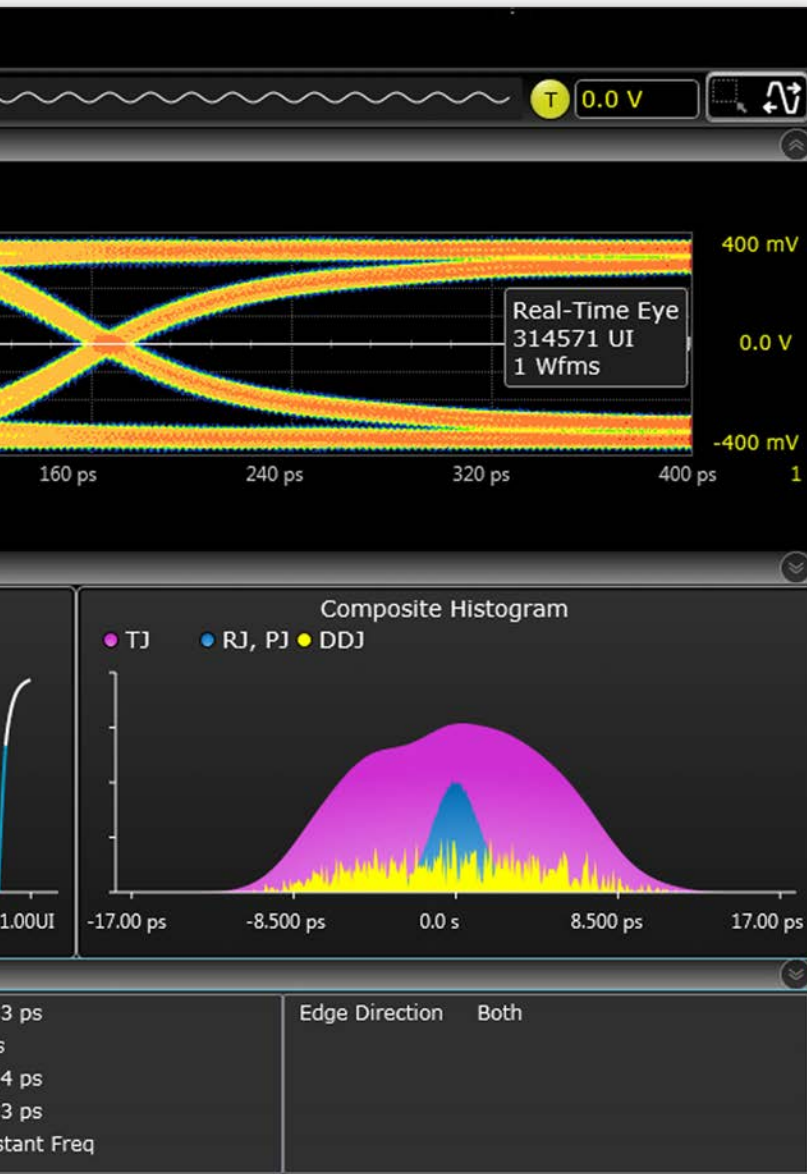 T 0.0 V
400 mV
Real-Time Eye
314571 UI
1 Wfms
0.0 V
-400 mV
160 ps 240 ps 320 ps 400 ps 1
Composite Histogram
TJ RJ, PJ DDJ
1.00UI -17.00 ps -8.500 ps 0.0 s 8.500 ps 17.00 ps
3 ps Edge Direction Both
s
4 ps
3 ps
stant Freq